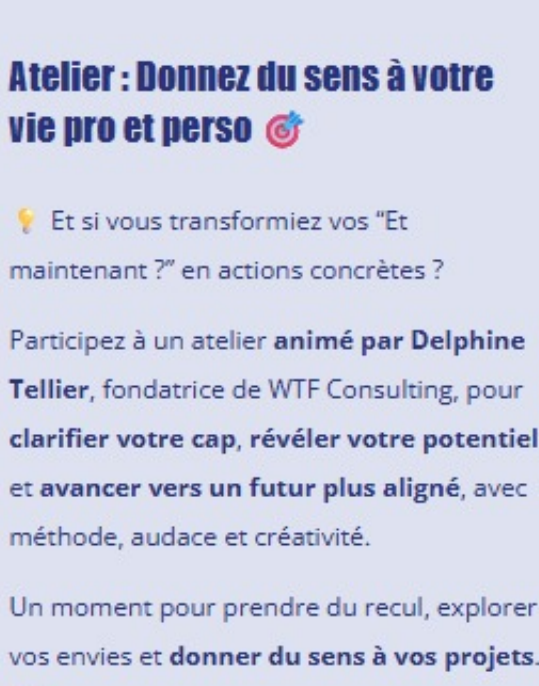 Atelier : Donnez du sens à votre
vie pro et perso 🎯
💡 Et si vous transformiez vos “Et
maintenant ?” en actions concrètes ?
Participez à un atelier animé par Delphine
Tellier, fondatrice de WTF Consulting, pour
clarifier votre cap, révéler votre potentiel
et avancer vers un futur plus aligné, avec
méthode, audace et créativité.
Un moment pour prendre du recul, explorer
vos envies et donner du sens à vos projets.